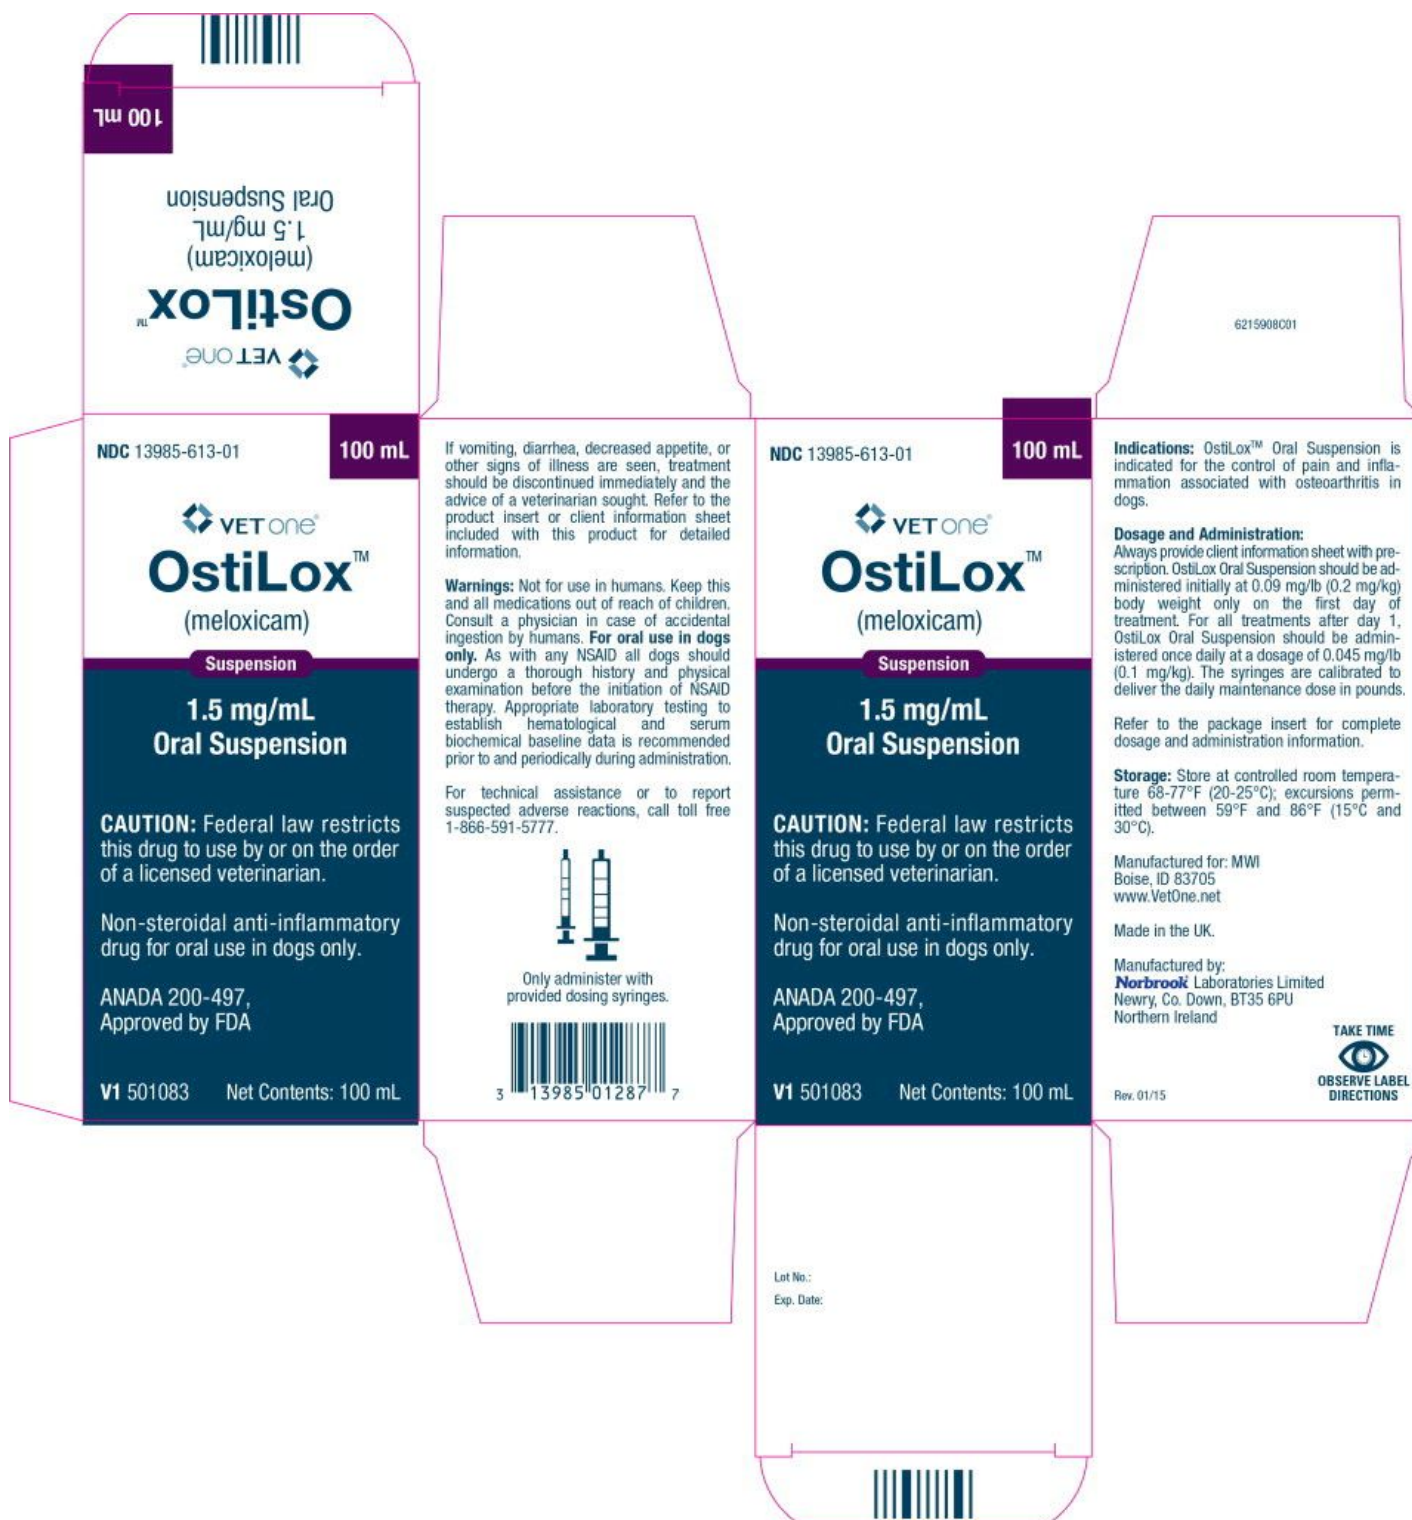 100 mL
Oral Suspension
1.5 mg/mL
(meloxicam)
OstiLox™
VET one®
NDC 13985-613-01
100 mL
VET one®
OstiLox™
(meloxicam)
Suspension
1.5 mg/mL
Oral Suspension
CAUTION: Federal law restricts
this drug to use by or on the order
of a licensed veterinarian.
Non-steroidal anti-inflammatory
drug for oral use in dogs only.
ANADA 200-497,
Approved by FDA
V1 501083 Net Contents: 100 mL
If vomiting, diarrhea, decreased appetite, or
other signs of illness are seen, treatment
should be discontinued immediately and the
advice of a veterinarian sought. Refer to the
product insert or client information sheet
included with this product for detailed
information.
Warnings: Not for use in humans. Keep this
and all medications out of reach of children.
Consult a physician in case of accidental
ingestion by humans. For oral use in dogs
only. As with any NSAID all dogs should
undergo a thorough history and physical
examination before the initiation of NSAID
therapy. Appropriate laboratory testing to
establish hematological and serum
biochemical baseline data is recommended
prior to and periodically during administration.
For technical assistance or to report
suspected adverse reactions, call toll free
1-866-591-5777.
Only administer with
provided dosing syringes.
3 13985 01287 7
NDC 13985-613-01
100 mL
VET one®
OstiLox™
(meloxicam)
Suspension
1.5 mg/mL
Oral Suspension
CAUTION: Federal law restricts
this drug to use by or on the order
of a licensed veterinarian.
Non-steroidal anti-inflammatory
drug for oral use in dogs only.
ANADA 200-497,
Approved by FDA
V1 501083 Net Contents: 100 mL
Lot No.:
Exp. Date:
6215908C01
Indications: OstiLox™ Oral Suspension is
indicated for the control of pain and infla-
mmation associated with osteoarthritis in
dogs.
Dosage and Administration:
Always provide client information sheet with pre-
scription. OstiLox Oral Suspension should be ad-
ministered initially at 0.09 mg/lb (0.2 mg/kg)
body weight only on the first day of
treatment. For all treatments after day 1,
OstiLox Oral Suspension should be admin-
istered once daily at a dosage of 0.045 mg/lb
(0.1 mg/kg). The syringes are calibrated to
deliver the daily maintenance dose in pounds.
Refer to the package insert for complete
dosage and administration information.
Storage: Store at controlled room tempera-
ture 68-77°F (20-25°C); excursions perm-
itted between 59°F and 86°F (15°C and
30°C).
Manufactured for: MWI
Boise, ID 83705
www.VetOne.net
Made in the UK.
Manufactured by:
Norbrook® Laboratories Limited
Newry, Co. Down, BT35 6PU
Northern Ireland
TAKE TIME
OBSERVE LABEL
DIRECTIONS
Rev. 01/15